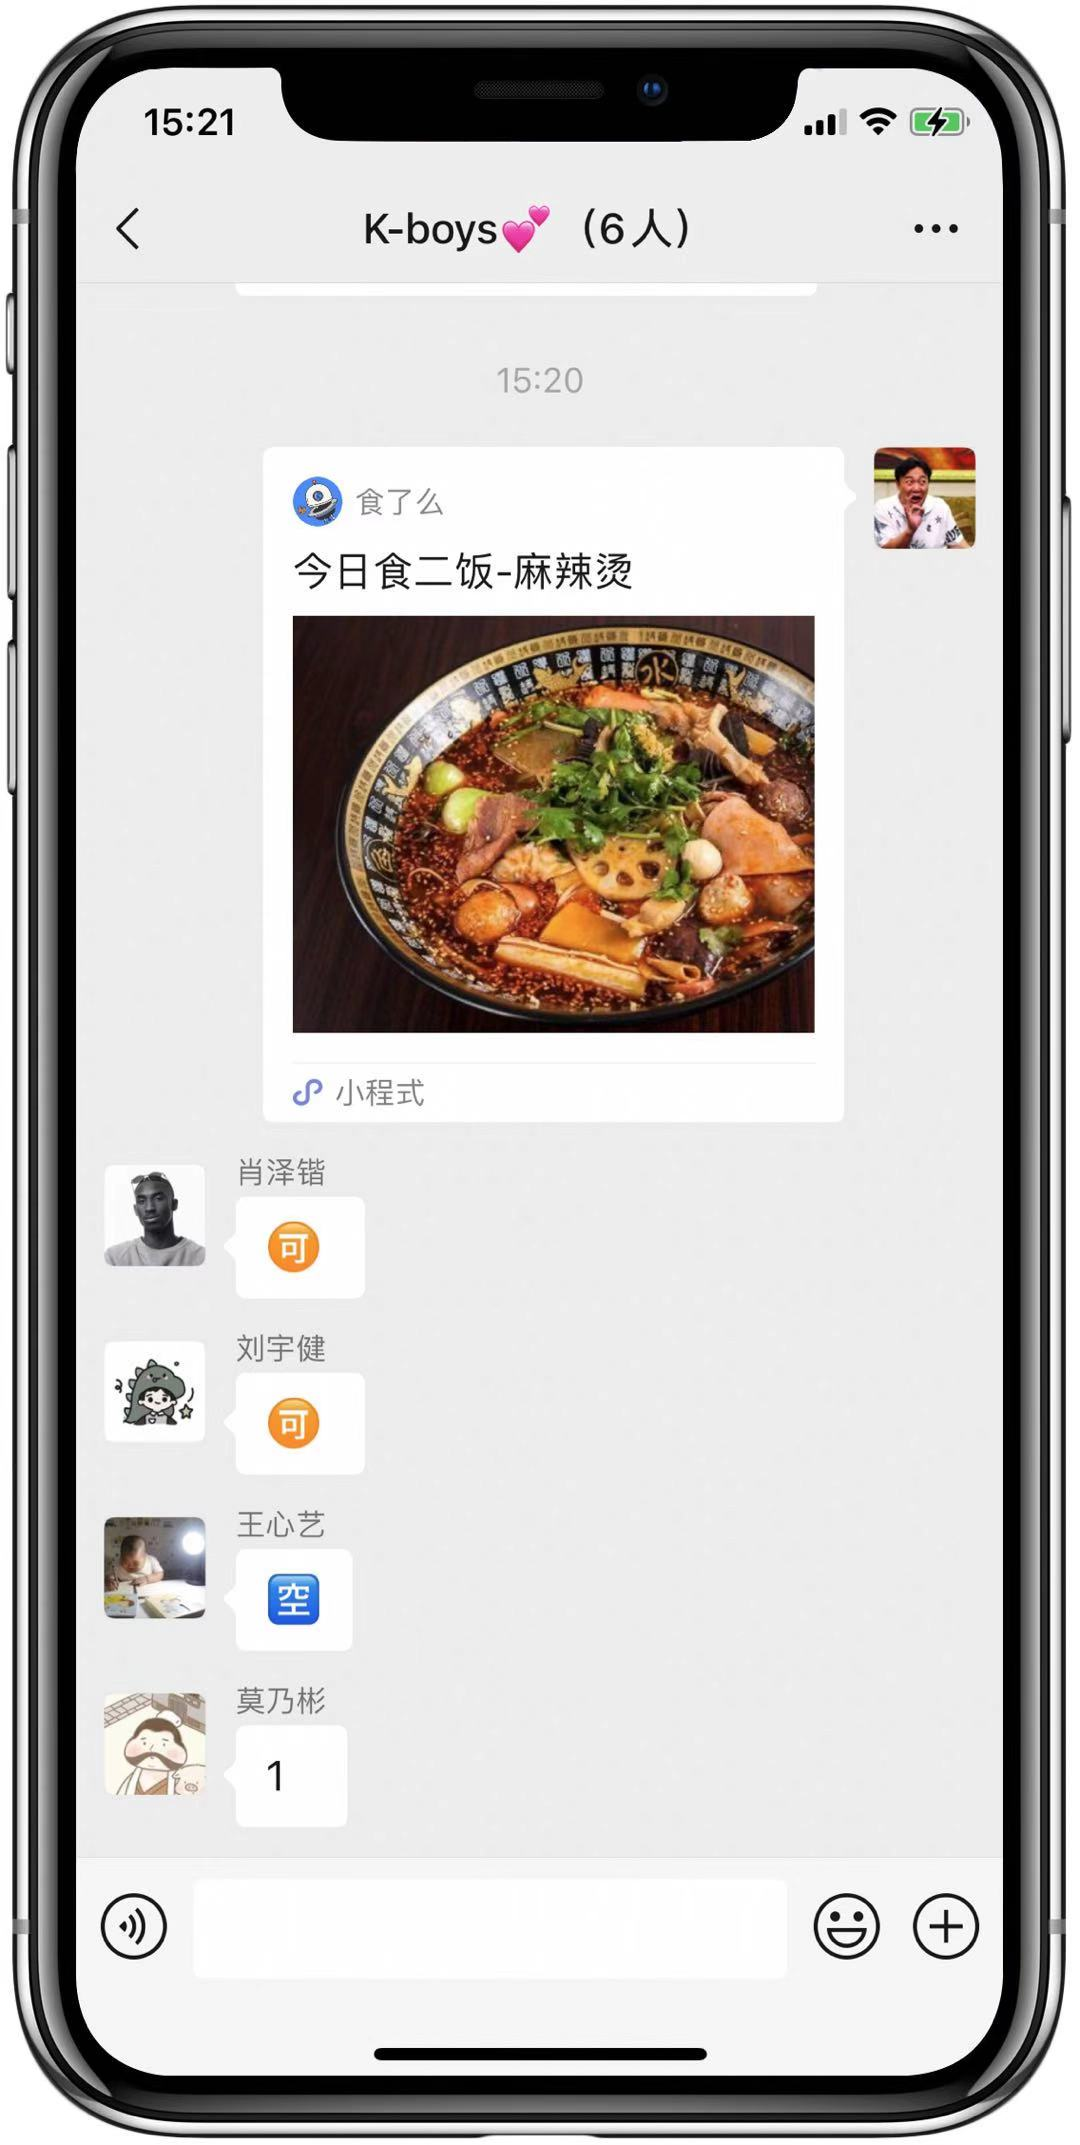 15:21
K-boys💕（6人）
15:20
食了么
今日食二饭-麻辣烫
水
小程式
肖泽锴
🉑
刘宇健
🉑
王心艺
🈳
莫乃彬
1